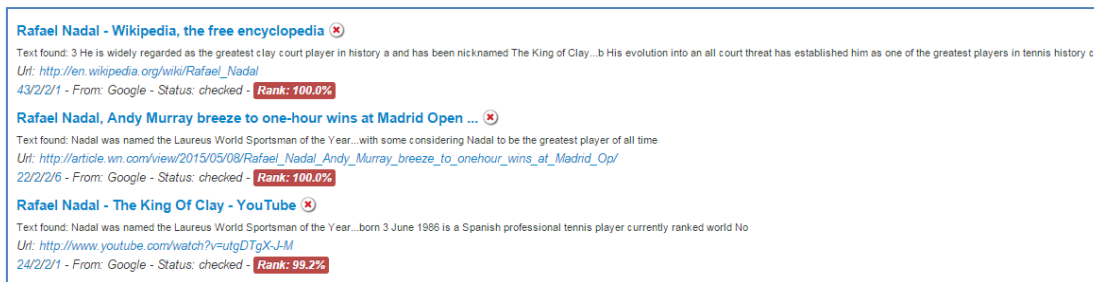 Rafael Nadal - Wikipedia, the free encyclopedia
Text found: 3 He is widely regarded as the greatest clay court player in history a and has been nicknamed The King of Clay...b His evolution into an all court threat has established him as one of the greatest players in tennis history c
Url: http://en.wikipedia.org/wiki/Rafael_Nadal
43/2/2/1 - From: Google - Status: checked - Rank: 100.0%
Rafael Nadal, Andy Murray breeze to one-hour wins at Madrid Open ...
Text found: Nadal was named the Laureus World Sportsman of the Year...with some considering Nadal to be the greatest player of all time
Url: http://article.wn.com/view/2015/05/08/Rafael_Nadal_Andy_Murray_breeze_to_onehour_wins_at_Madrid_Op/
22/2/2/6 - From: Google - Status: checked - Rank: 100.0%
Rafael Nadal - The King Of Clay - YouTube
Text found: Nadal was named the Laureus World Sportsman of the Year...born 3 June 1986 is a Spanish professional tennis player currently ranked world No
Url: http://www.youtube.com/watch?v=utgDTgX-J-M
24/2/2/1 - From: Google - Status: checked - Rank: 99.2%